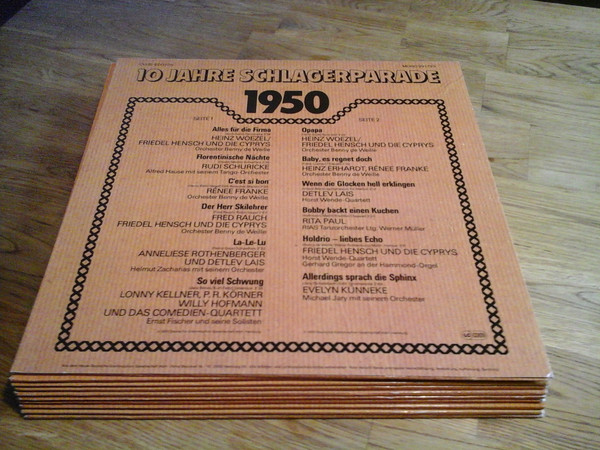 10 JAHRE SCHLAGERPARADE
1950
SEITE 1
Alles für die Firma
HEINZ WOEZEL/
FRIEDEL HENSCH UND DIE CYPRYS
Orchester Benny de Weille
Florentinische Nächte
RUDI SCHURICKE
Alfred Hause mit seinem Tango-Orchester
C'est si bon
RENÉE FRANKE
Orchester Benny de Weille
Der Herr Skilehrer
FRED RAUCH
FRIEDEL HENSCH UND DIE CYPRYS
Orchester Benny de Weille
La-Le-Lu
ANNELIESE ROTHENBERGER
UND DETLEV LAIS
Helmut Zacharias mit seinem Orchester
So viel Schwung
LONNY KELLNER, P. R. KÖRNER
WILLY HOFMANN
UND DAS COMEDIEN-QUARTETT
Ernst Fischer und seine Solisten
SEITE 2
Opapa
HEINZ WOEZEL/
FRIEDEL HENSCH UND DIE CYPRYS
Orchester Benny de Weille
Baby, es regnet doch
HEINZ ERHARDT, RENÉE FRANKE
Orchester Benny de Weille
Wenn die Glocken hell erklingen
DETLEV LAIS
Horst Wende-Quartett
Bobby backt einen Kuchen
RITA PAUL
RIAS Tanzorchester Ltg. Werner Müller
Holdrio – liebes Echo
FRIEDEL HENSCH UND DIE CYPRYS
Horst Wende-Quartett
Gerhard Gregor an der Hammond-Orgel
Allerdings sprach die Sphinx
EVELYN KÜNNEKE
Michael Jary mit seinem Orchester